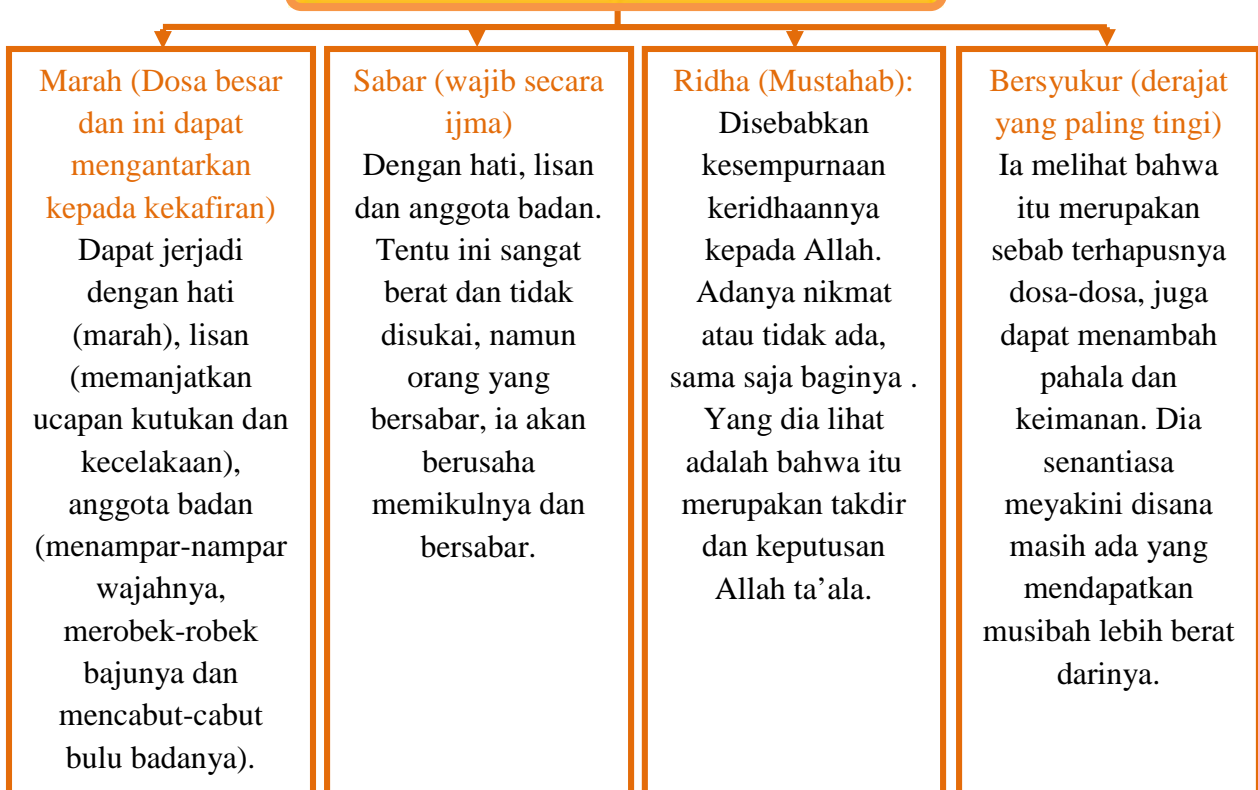 Marah (Dosa besar
dan ini dapat
mengantarkan
kepada kekafiran)
Dapat jerjadi
dengan hati
(marah), lisan
(memanjatkan
ucapan kutukan dan
kecelakaan),
anggota badan
(menampar-nampar
wajahnya,
merobek-robek
bajunya dan
mencabut-cabut
bulu badanya).
Sabar (wajib secara
ijma)
Dengan hati, lisan
dan anggota badan.
Tentu ini sangat
berat dan tidak
disukai, namun
orang yang
bersabar, ia akan
berusaha
memikulnya dan
bersabar.
Ridha (Mustahab):
Disebabkan
kesempurnaan
keridhaannya
kepada Allah.
Adanya nikmat
atau tidak ada,
sama saja baginya .
Yang dia lihat
adalah bahwa itu
merupakan takdir
dan keputusan
Allah ta’ala.
Bersyukur (derajat
yang paling tingi)
Ia melihat bahwa
itu merupakan
sebab terhapusnya
dosa-dosa, juga
dapat menambah
pahala dan
keimanan. Dia
senantiasa
meyakini disana
masih ada yang
mendapatkan
musibah lebih berat
darinya.